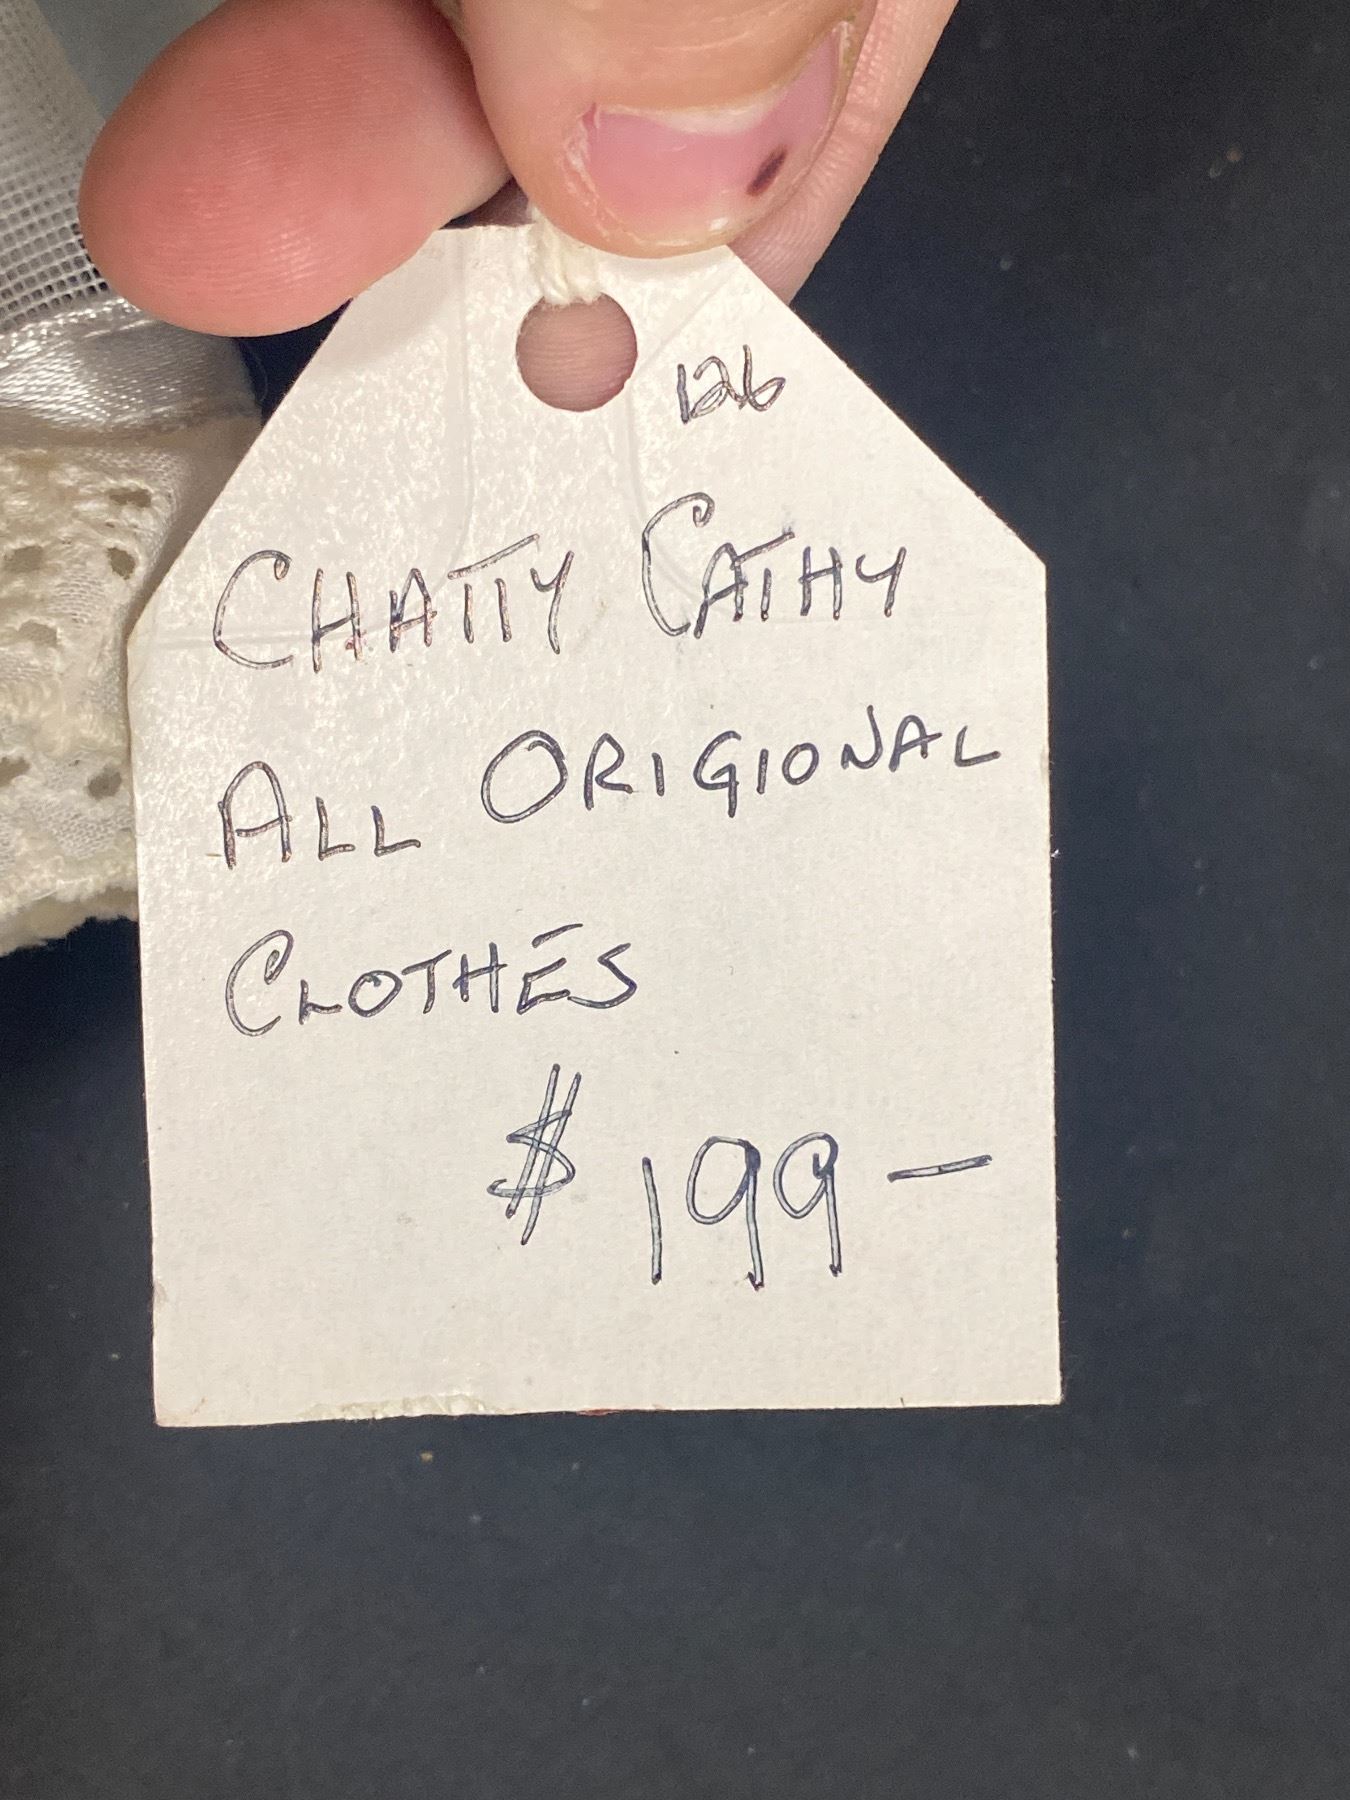 126
CHATTY CATHY
ALL ORIGIONAL
CLOTHES
$199-